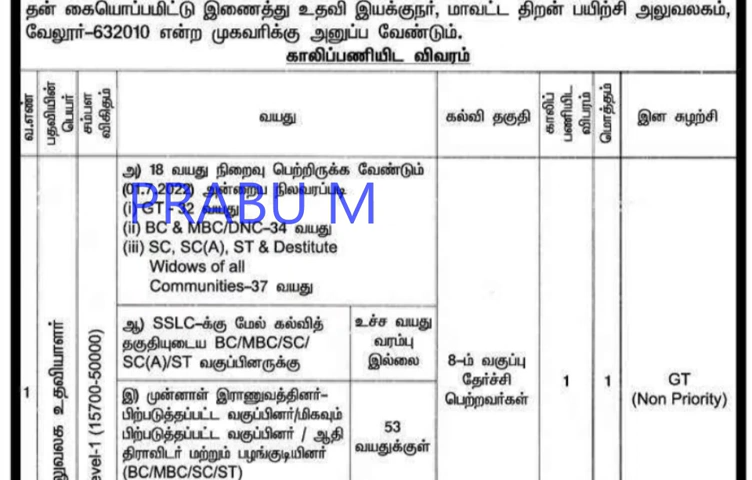 தன் கையொப்பமிட்டு இணைத்து உதவி இயக்குநர், மாவட்ட திறன் பயிற்சி அலுவலகம்,
வேலூர்–632010 என்ற முகவரிக்கு அனுப்ப வேண்டும்.
காலிப்பணியிட விவரம்
வ.எண்
பதவியின்
பெயர்
சம்பள
விகிதம்
வயது
கல்வி தகுதி
காலிப்
பணியிட
விபரம்
மொத்தம்
இன சுழற்சி
1
லுவலக உதவியாளர்
evel-1 (15700-50000)
அ) 18 வயது நிறைவு பெற்றிருக்க வேண்டும்
(01.7.2022) அன்றைய நிலவரப்படி
(i) GT - 32 வயது
(ii) BC & MBC/DNC–34 வயது
(iii) SC, SC(A), ST & Destitute
Widows of all
Communities–37 வயது
PRABU M
ஆ) SSLC–க்கு மேல் கல்வித்
தகுதியுடைய BC/MBC/SC/
SC(A)/ST வகுப்பினருக்கு
உச்ச வயது
வரம்பு
இல்லை
இ) முன்னாள் இராணுவத்தினர்–
பிற்படுத்தப்பட்ட வகுப்பினர்/மிகவும்
பிற்படுத்தப்பட்ட வகுப்பினர் / ஆதி
திராவிடர் மற்றும் பழங்குடியினர்
(BC/MBC/SC/ST)
53
வயதுக்குள்
8–ம் வகுப்பு
தேர்ச்சி
பெற்றவர்கள்
1
1
GT
(Non Priority)